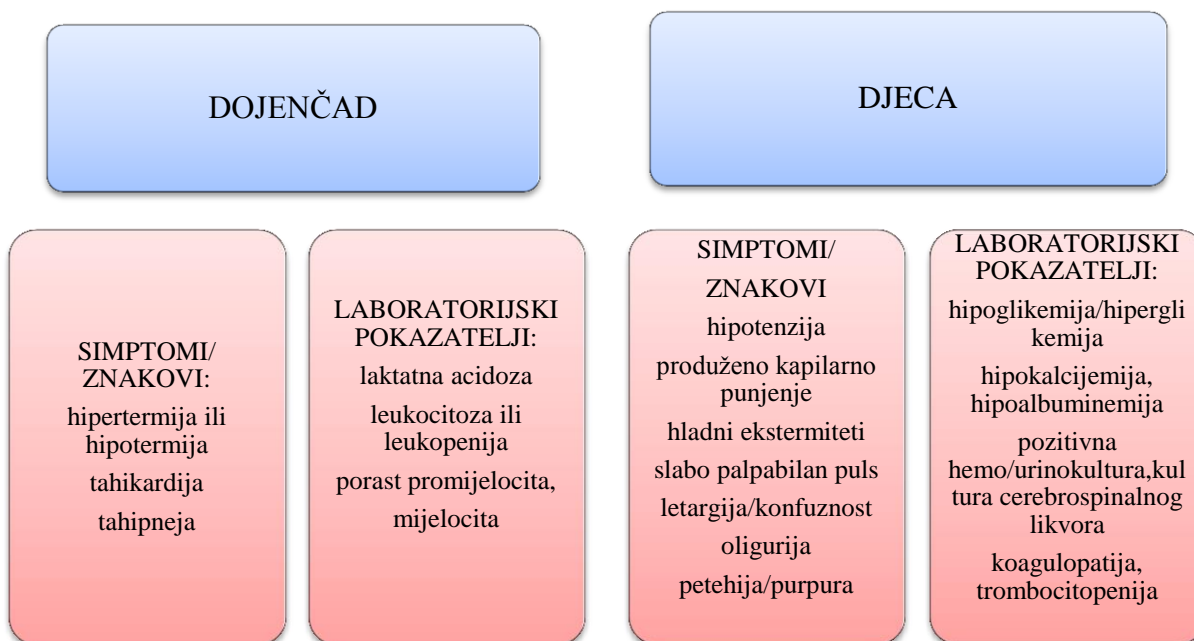 DOJENČAD
DJECA
SIMPTOMI/
ZNAKOVI:
hipertermija ili
hipotermija
tahikardija
tahipneja
LABORATORIJSKI
POKAZATELJI:
laktatna acidoza
leukocitoza ili
leukopenija
porast promijelocita,
mijelocita
SIMPTOMI/
ZNAKOVI
hipotenzija
produženo kapilarno
punjenje
hladni ekstermiteti
slabo palpabilan puls
letargija/konfuznost
oligurija
petehija/purpura
LABORATORIJSKI
POKAZATELJI:
hipoglikemija/hipergli
kemija
hipokalcijemija,
hipoalbuminemija
pozitivna
hemo/urinokultura,kul
tura cerebrospinalnog
likvora
koagulopatija,
trombocitopenija